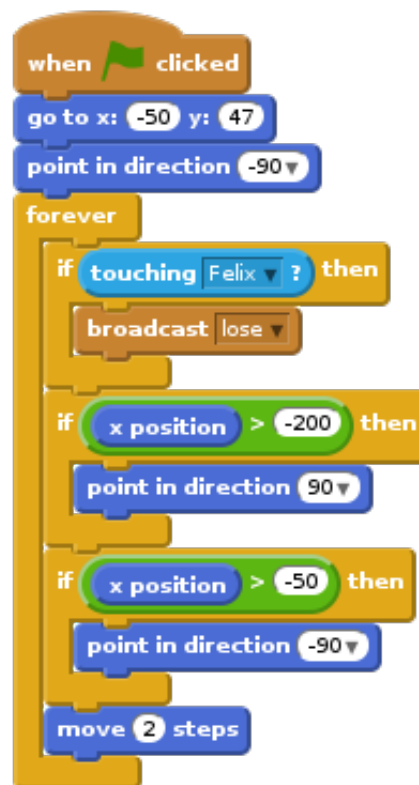 when clicked
go to x: -50 y: 47
point in direction -90
forever
if touching Felix ? then
broadcast lose
if x position > -200 then
point in direction 90
if x position > -50 then
point in direction -90
move 2 steps